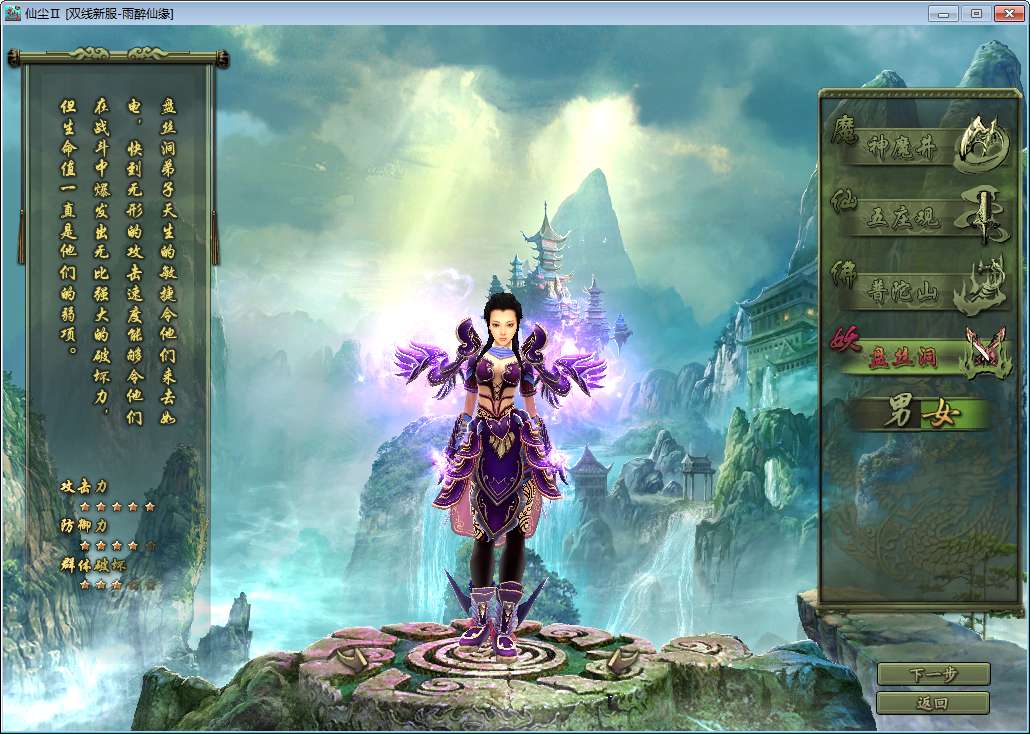 仙尘Ⅱ [双线新服-雨醉仙缘]
盘丝洞弟子天生的敏捷令他们来去如
电，快到无形的攻击速度能够令他们
在战斗中爆发出无比强大的破坏力，
但生命值一直是他们的弱项。
攻击力
防御力
群体破坏
魔 神魔井
仙 五庄观
佛 普陀山
妖 盘丝洞
男 女
下一步
返回